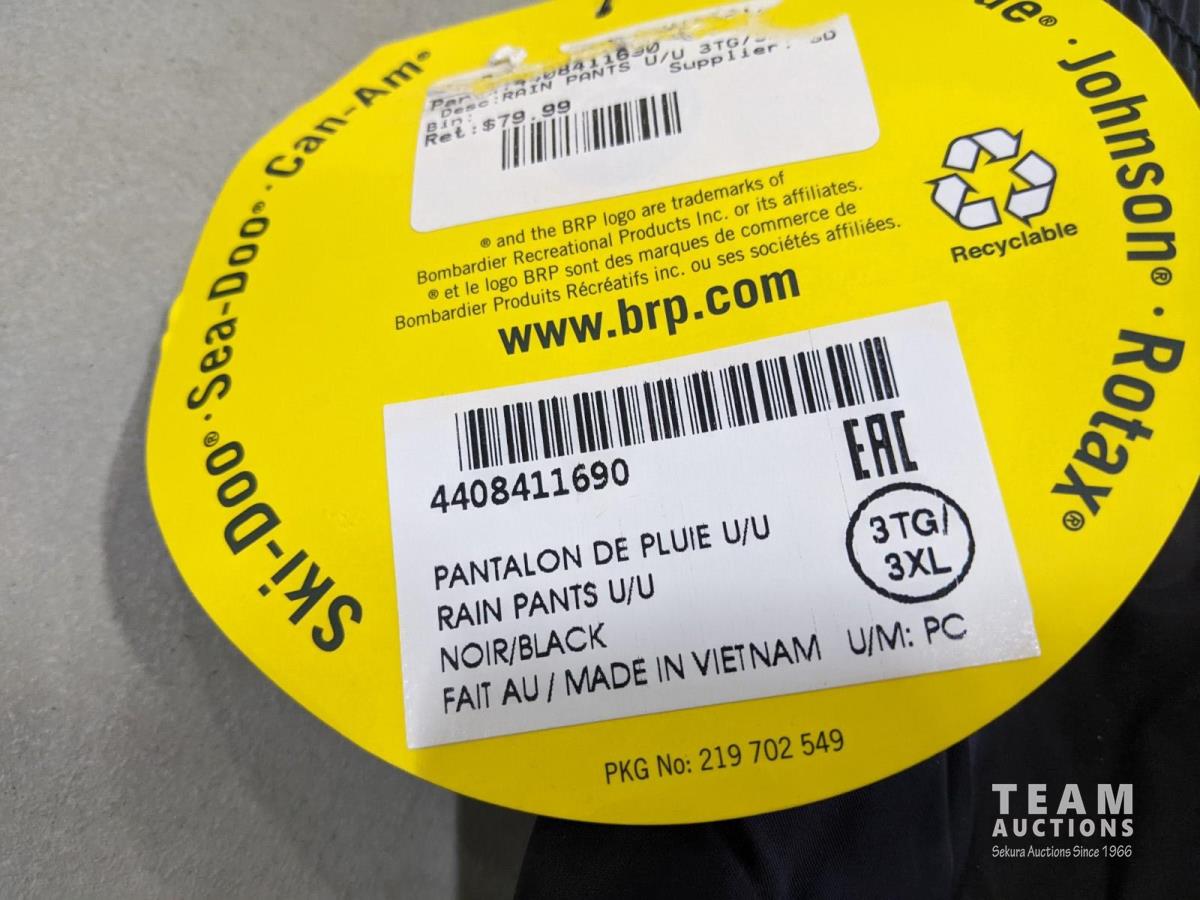 4408411690
Desc:RAIN PANTS U/U 3TG/
Supplier: SD
Bin:
Ret:$79.99
® and the BRP logo are trademarks of
Bombardier Recreational Products Inc. or its affiliates.
® et le logo BRP sont des marques de commerce de
Bombardier Produits Récréatifs inc. ou ses sociétés affiliées.
www.brp.com
Recyclable
Ski-Doo® · Sea-Doo® · Can-Am®
® · Johnson® · Rotax®
4408411690
EAC
PANTALON DE PLUIE U/U
RAIN PANTS U/U
NOIR/BLACK
FAIT AU / MADE IN VIETNAM U/M: PC
3TG/
3XL
PKG No: 219 702 549
TEAM
AUCTIONS
Sekura Auctions Since 1966